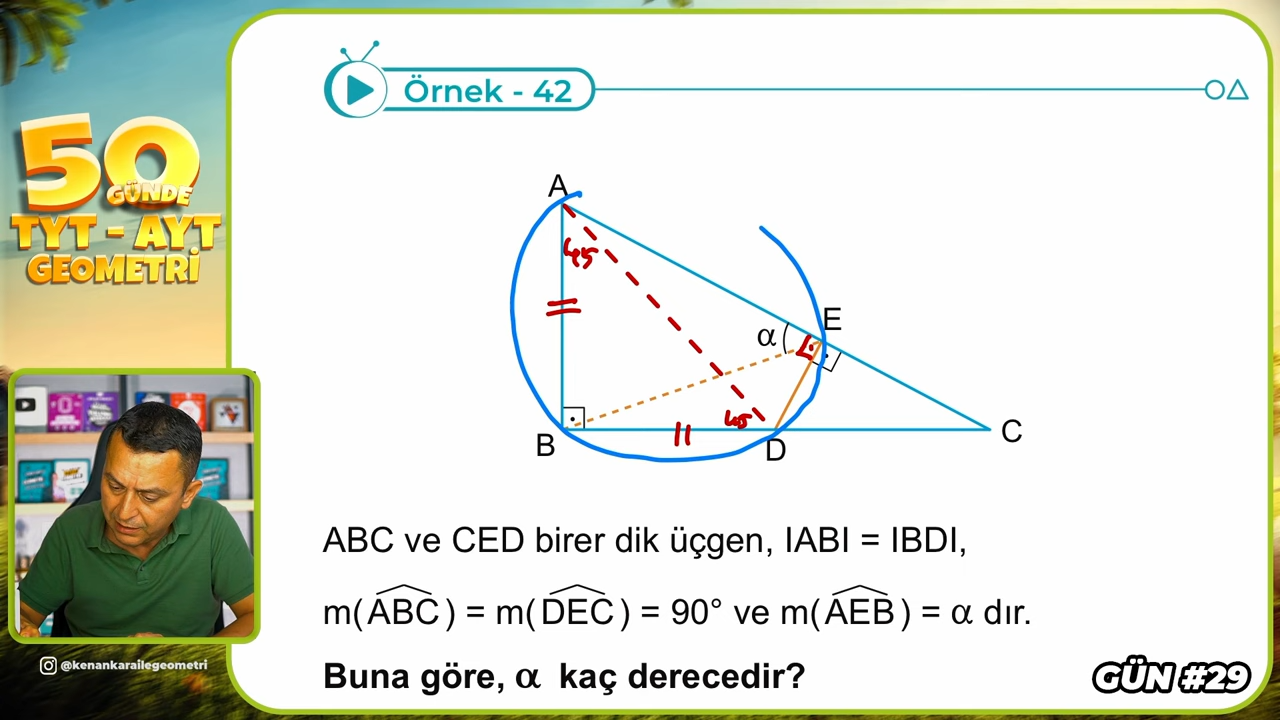 Örnek - 42
50
GÜNDE
TYT - AYT
GEOMETRİ
A
45
α
E
B
45
D
C
ABC ve CED birer dik üçgen, IABI = IBDI,
m(ABC) = m(DEC) = 90° ve m(AEB) = α dır.
Buna göre, α kaç derecedir?
@kenankarailegeometri
GÜN #29